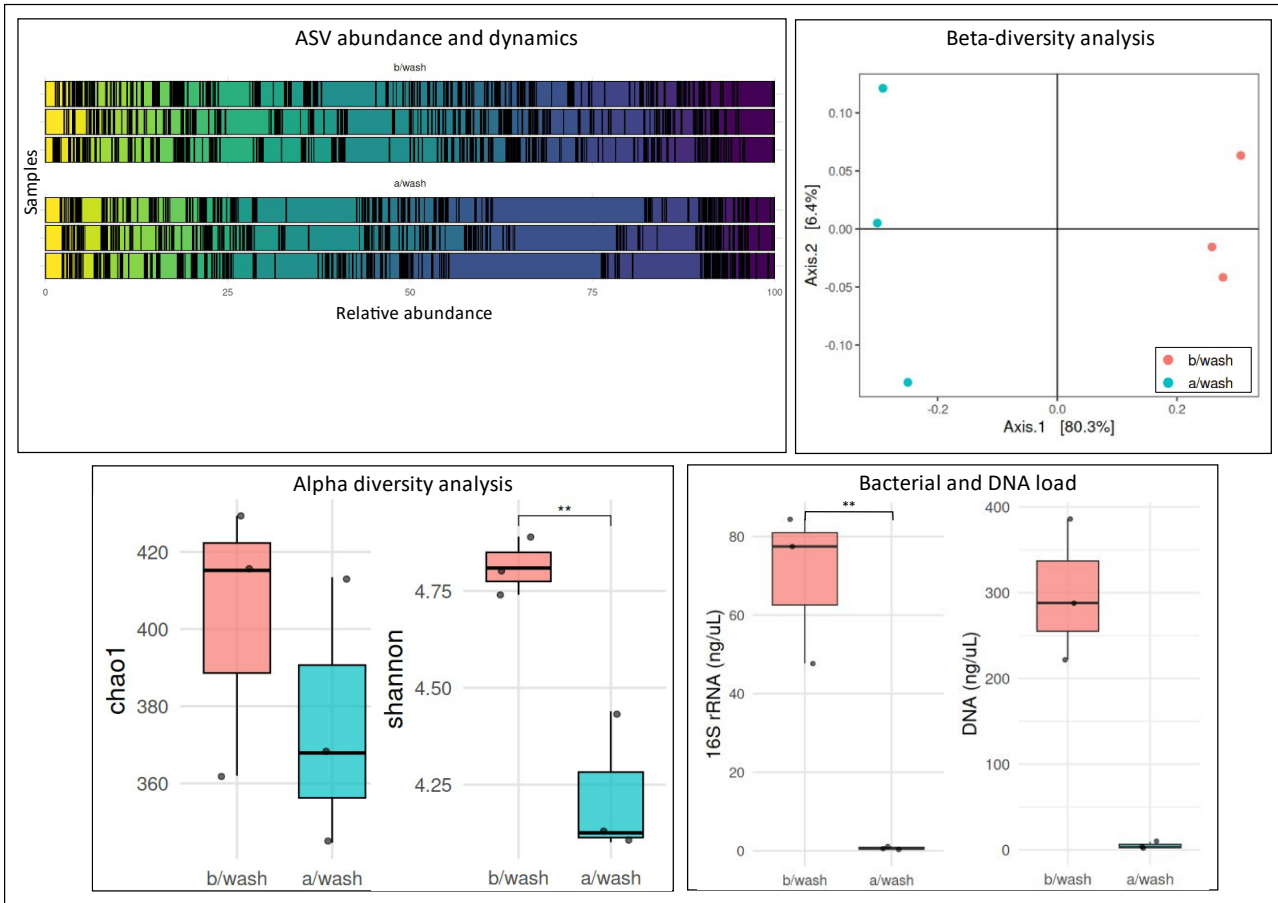 ASV abundance and dynamics
b/wash
a/wash
Samples
0 25 50 75 100
Relative abundance
Beta-diversity analysis
0.10
0.05
0.00
-0.05
-0.10
Axis.2 [6.4%]
-0.2 0.0 0.2
Axis.1 [80.3%]
b/wash
a/wash
Alpha diversity analysis
420
400
380
360
chao1
b/wash a/wash
**
4.75
4.50
4.25
shannon
b/wash a/wash
Bacterial and DNA load
**
80
60
40
20
0
16S rRNA (ng/uL)
b/wash a/wash
400
300
200
100
0
DNA (ng/uL)
b/wash a/wash